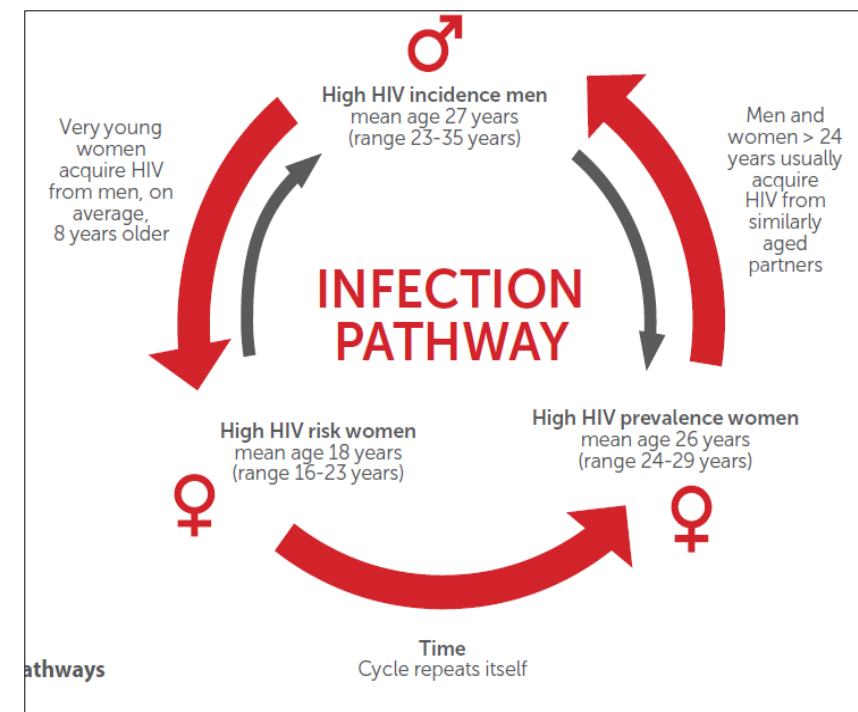 High HIV incidence men
mean age 27 years
(range 23-35 years)
Very young
women
acquire HIV
from men, on
average,
8 years older
Men and
women > 24
years usually
acquire
HIV from
similarly
aged
partners
INFECTION
PATHWAY
High HIV risk women
mean age 18 years
(range 16-23 years)
High HIV prevalence women
mean age 26 years
(range 24-29 years)
Time
Cycle repeats itself
athways